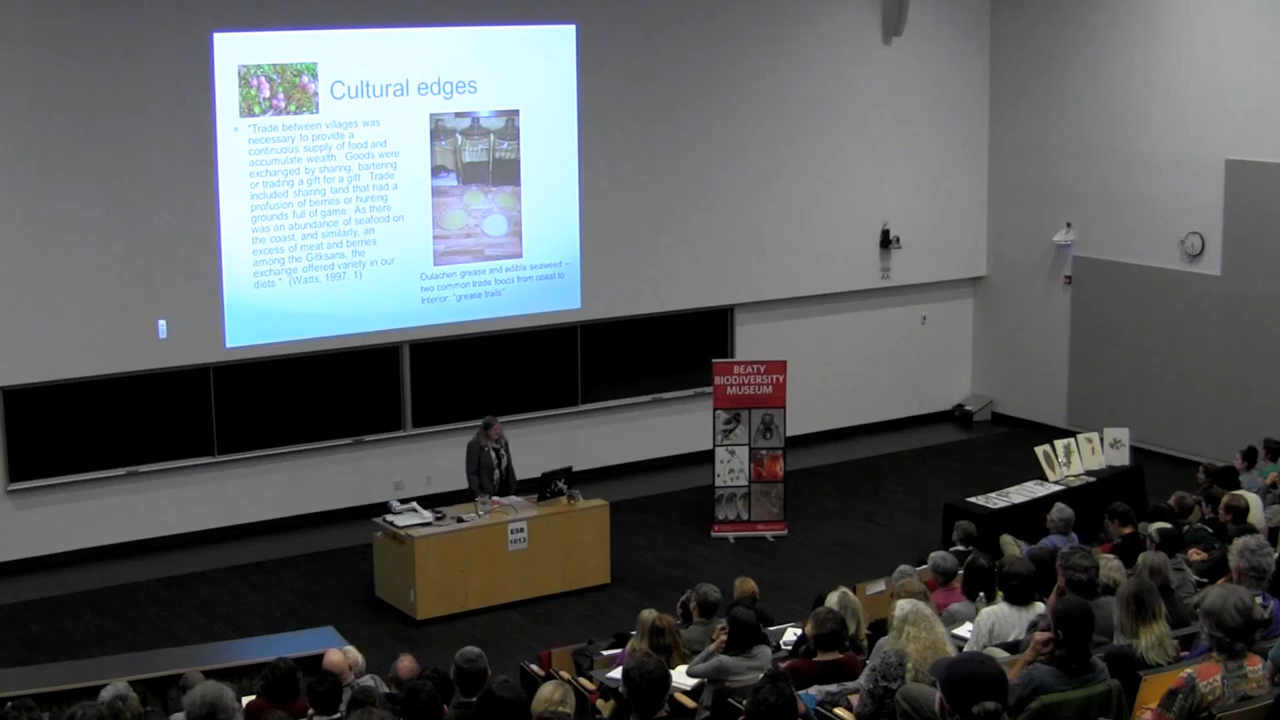 Cultural edges
"Trade between villages was
necessary to provide a
continuous supply of food and
accumulate wealth. Goods were
exchanged by sharing, bartering,
or trading a gift for a gift. Trade
included sharing land that had a
profusion of berries or hunting
grounds full of game. As there
was an abundance of seafood on
the coast, and similarly, an
excess of meat and berries
among the Gitksans, the
exchange offered variety in our
diets." (Watts, 1997: 1)
Oulachen grease and edible seaweed –
two common trade foods from coast to
Interior: "grease trails"
BEATY
BIODIVERSITY
MUSEUM
ESB
1013